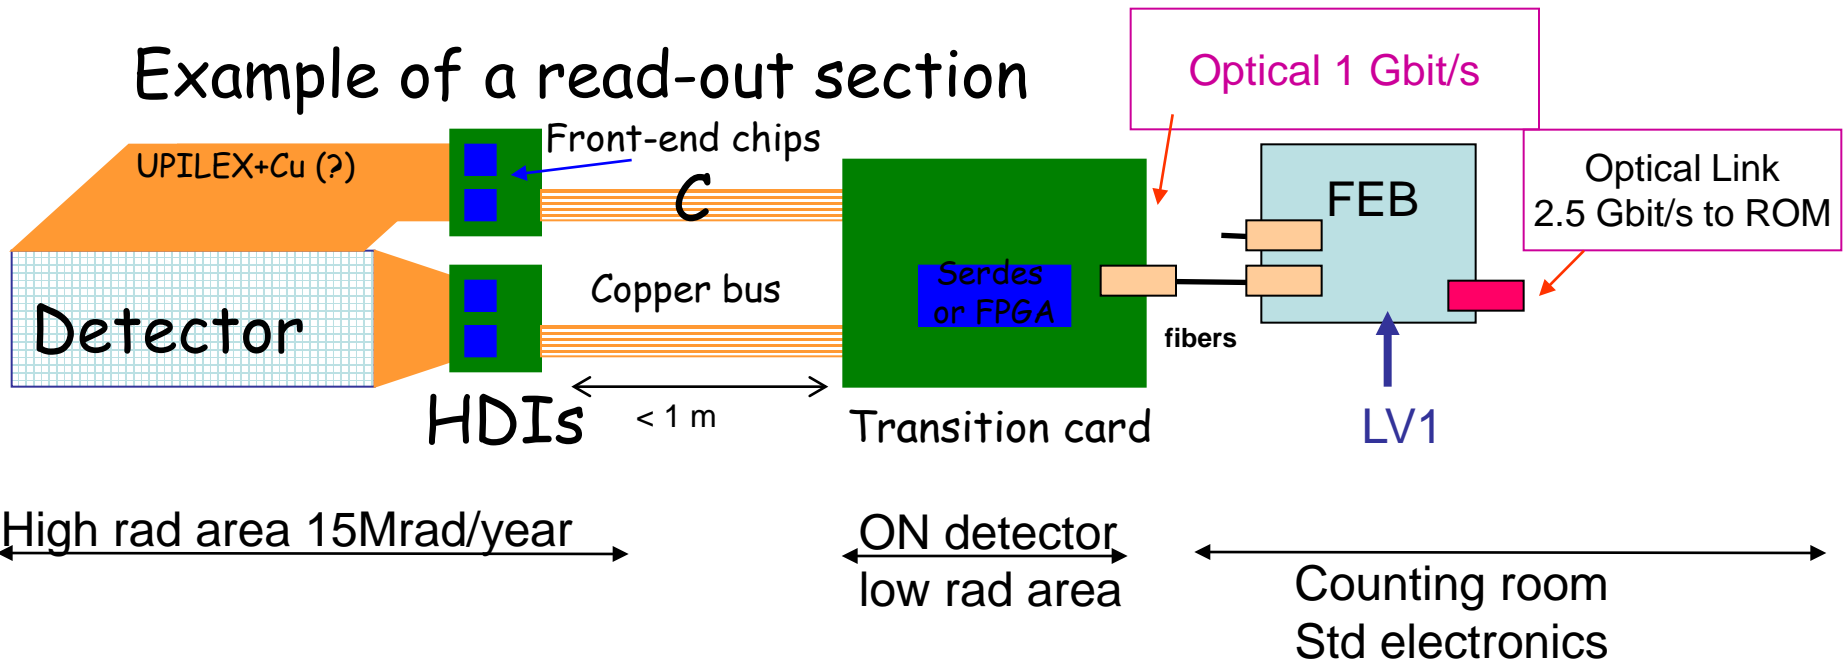 Example of a read-out section
Optical 1 Gbit/s
Front-end chips
UPILEX+Cu (?)
C
FEB
Optical Link
2.5 Gbit/s to ROM
Detector
Copper bus
Serdes
or FPGA
fibers
HDIs
< 1 m
Transition card
LV1
High rad area 15Mrad/year
ON detector
low rad area
Counting room
Std electronics